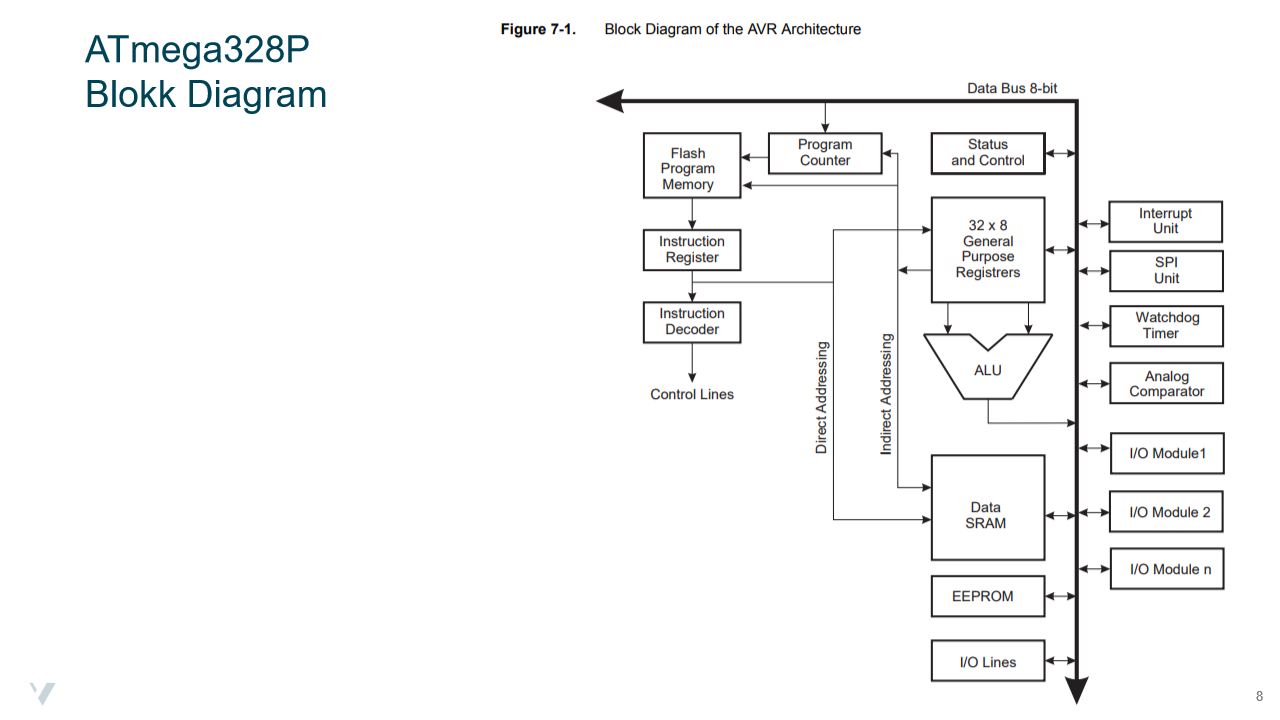 ATmega328P
Blokk Diagram
Figure 7-1. Block Diagram of the AVR Architecture
Data Bus 8-bit
Flash
Program
Memory
Program
Counter
Status
and Control
Instruction
Register
32 x 8
General
Purpose
Registrers
Interrupt
Unit
SPI
Unit
Instruction
Decoder
Watchdog
Timer
Control Lines
Direct Addressing
Indirect Addressing
ALU
Analog
Comparator
I/O Module1
Data
SRAM
I/O Module 2
I/O Module n
EEPROM
I/O Lines
8